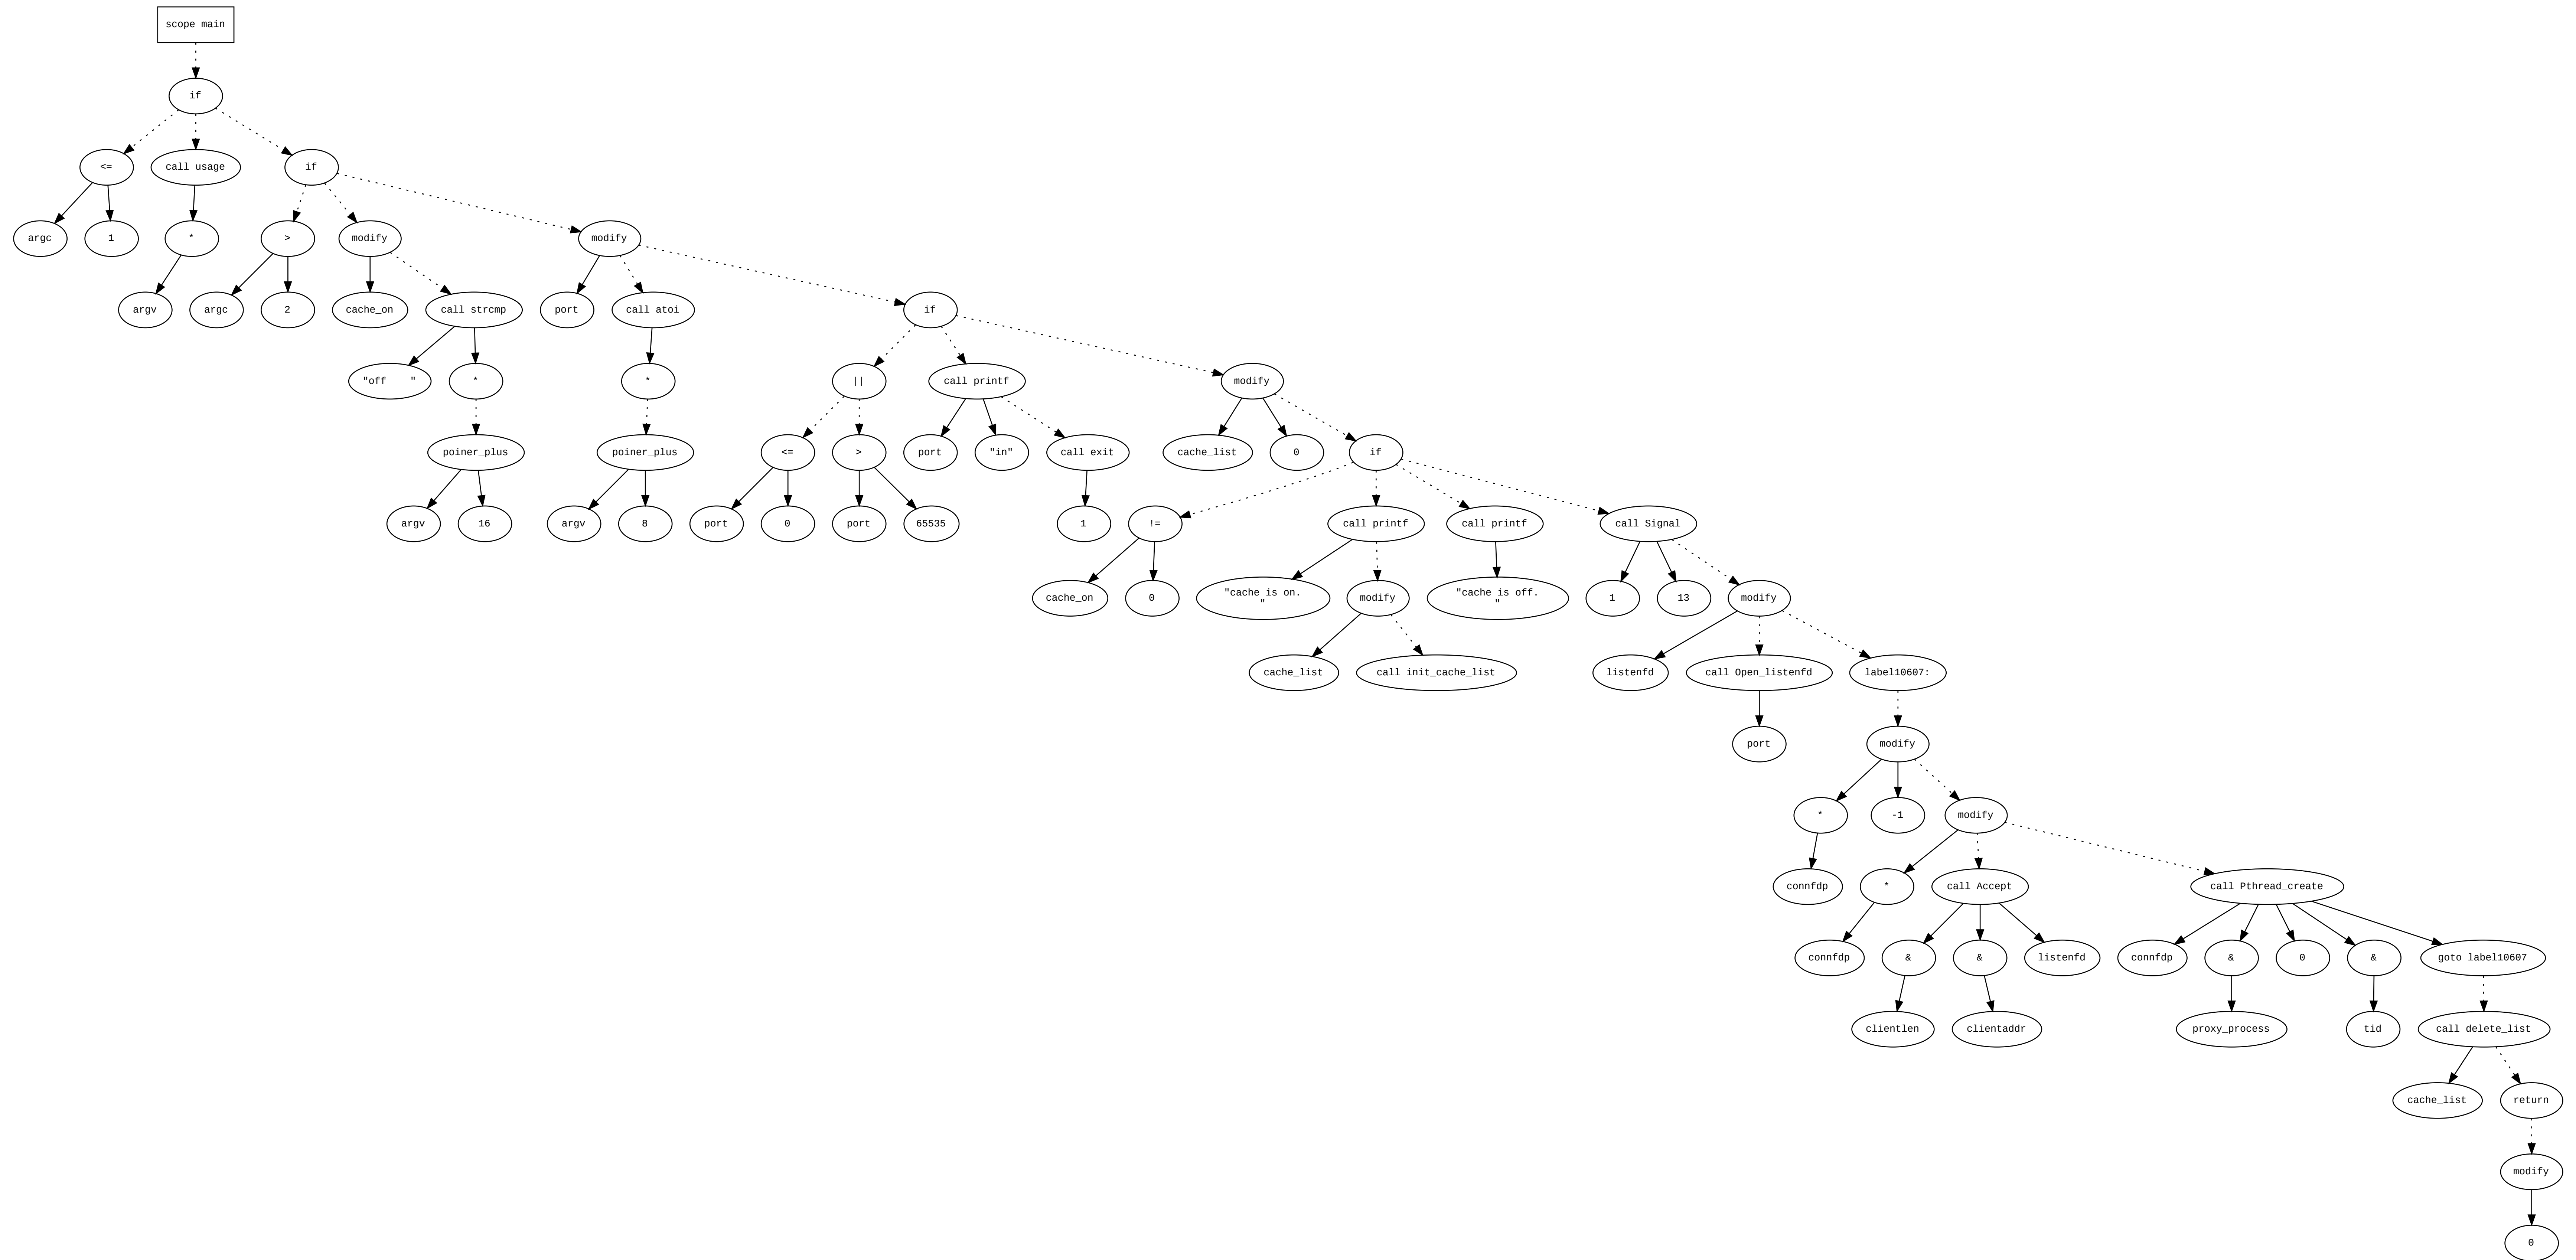 scope main
if
<= call usage if
argc 1 * > modify modify
argv argc 2 cache_on call strcmp port call atoi if
"off    " * * || call printf modify
poiner_plus poiner_plus <= > port "in" call exit cache_list 0 if
argv 16 argv 8 port 0 port 65535 1 != call printf call printf call Signal
cache_on 0 "cache is on. modify "cache is off. 1 13 modify
" "
cache_list call init_cache_list listenfd call Open_listenfd label10607:
port modify
* -1 modify
connfdp * call Accept call Pthread_create
connfdp & & listenfd connfdp & 0 & goto label10607
clientlen clientaddr proxy_process tid call delete_list
cache_list return
modify
0